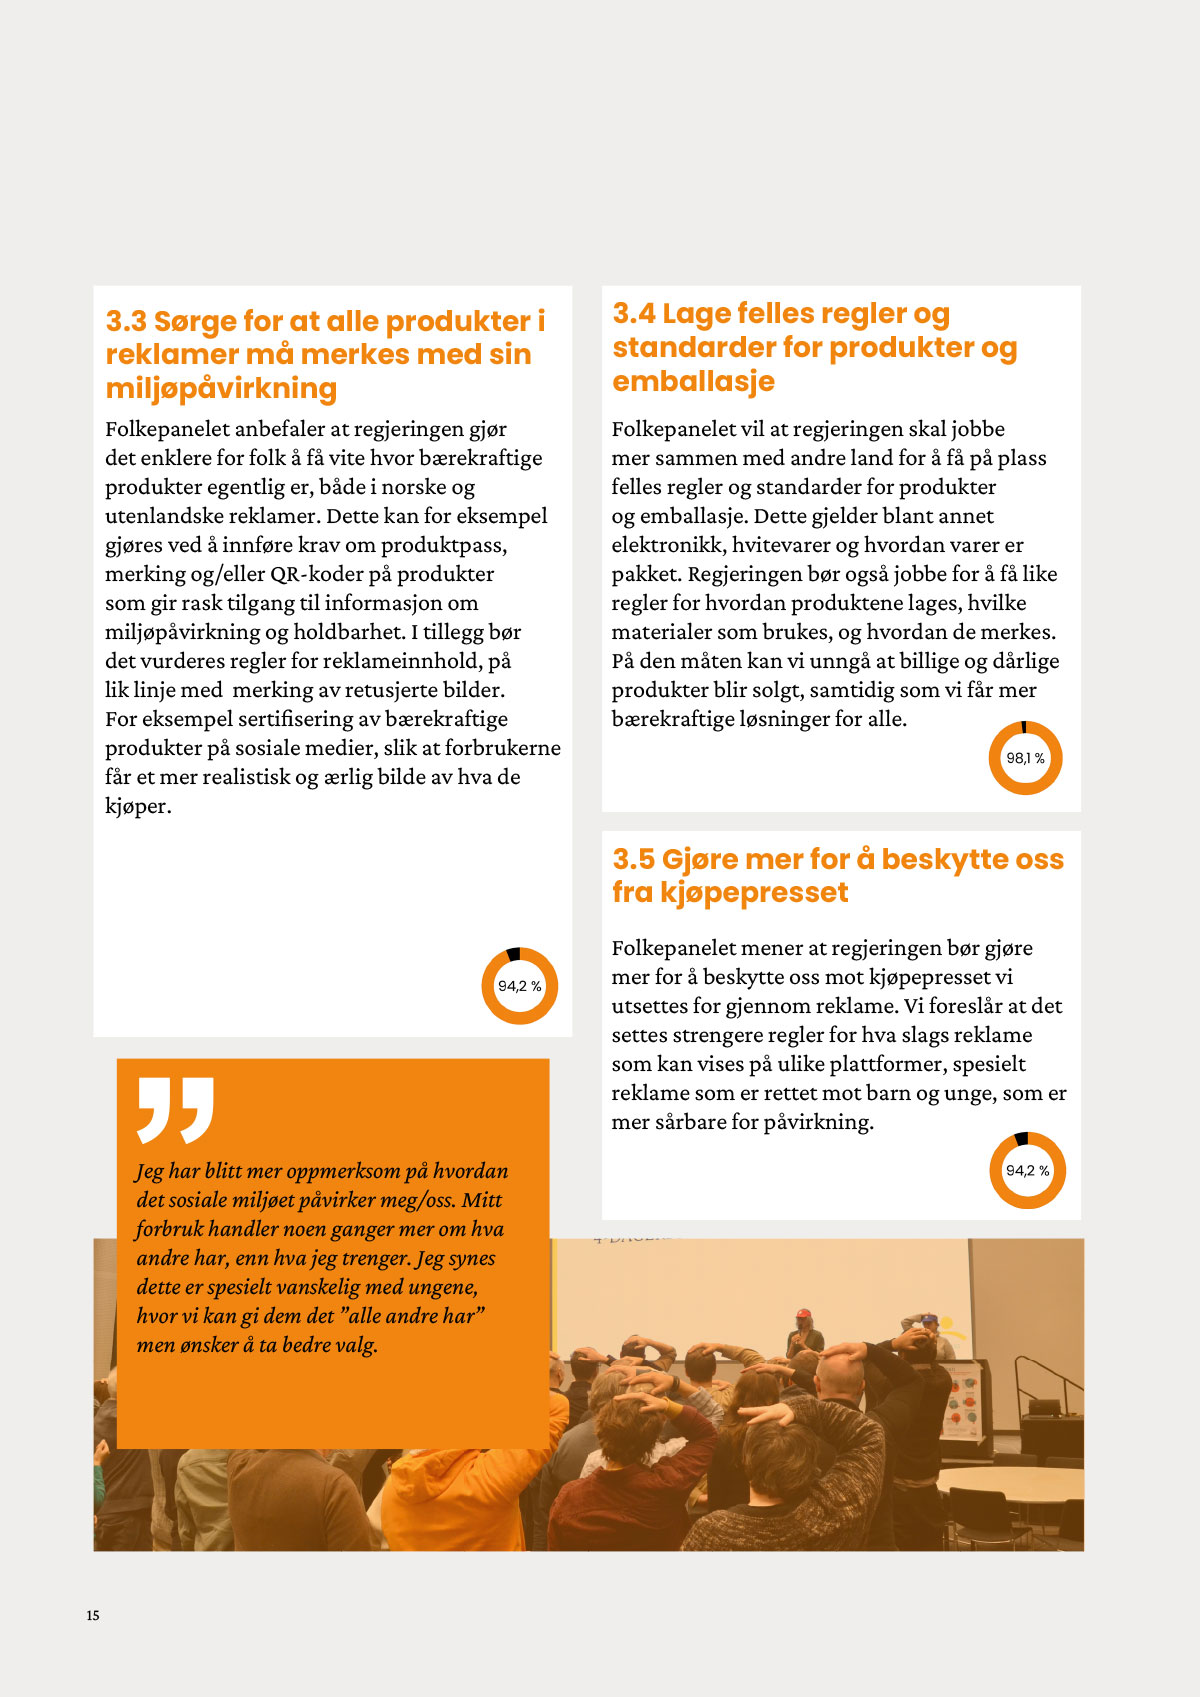 3.3 Sørge for at alle produkter i
reklamer må merkes med sin
miljøpåvirkning
Folkepanelet anbefaler at regjeringen gjør
det enklere for folk å få vite hvor bærekraftige
produkter egentlig er, både i norske og
utenlandske reklamer. Dette kan for eksempel
gjøres ved å innføre krav om produktpass,
merking og/eller QR-koder på produkter
som gir rask tilgang til informasjon om
miljøpåvirkning og holdbarhet. I tillegg bør
det vurderes regler for reklameinnhold, på
lik linje med  merking av retusjerte bilder.
For eksempel sertifisering av bærekraftige
produkter på sosiale medier, slik at forbrukerne
får et mer realistisk og ærlig bilde av hva de
kjøper.
94,2 %
3.4 Lage felles regler og
standarder for produkter og
emballasje
Folkepanelet vil at regjeringen skal jobbe
mer sammen med andre land for å få på plass
felles regler og standarder for produkter
og emballasje. Dette gjelder blant annet
elektronikk, hvitevarer og hvordan varer er
pakket. Regjeringen bør også jobbe for å få like
regler for hvordan produktene lages, hvilke
materialer som brukes, og hvordan de merkes.
På den måten kan vi unngå at billige og dårlige
produkter blir solgt, samtidig som vi får mer
bærekraftige løsninger for alle.
98,1 %
3.5 Gjøre mer for å beskytte oss
fra kjøpepresset
Folkepanelet mener at regjeringen bør gjøre
mer for å beskytte oss mot kjøpepresset vi
utsettes for gjennom reklame. Vi foreslår at det
settes strengere regler for hva slags reklame
som kan vises på ulike plattformer, spesielt
reklame som er rettet mot barn og unge, som er
mer sårbare for påvirkning.
94,2 %
”
Jeg har blitt mer oppmerksom på hvordan
det sosiale miljøet påvirker meg/oss. Mitt
forbruk handler noen ganger mer om hva
andre har, enn hva jeg trenger. Jeg synes
dette er spesielt vanskelig med ungene,
hvor vi kan gi dem det ”alle andre har”
men ønsker å ta bedre valg.
15